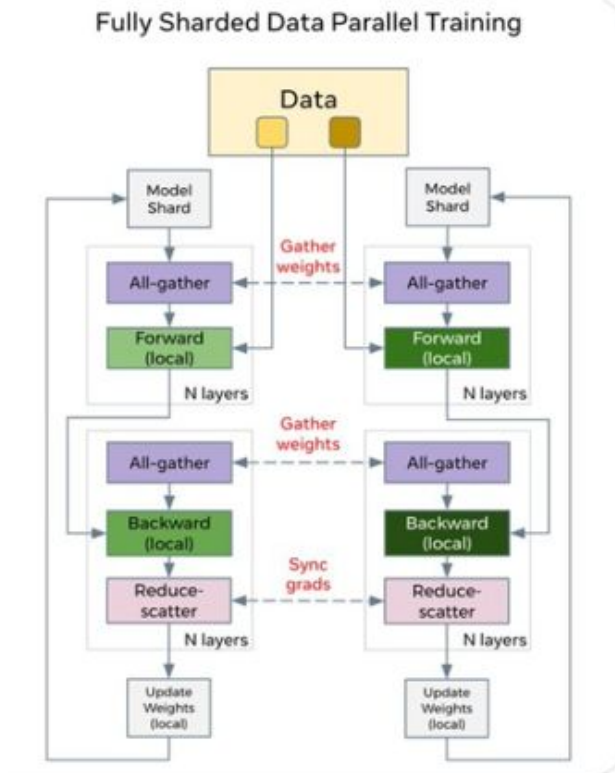 Fully Sharded Data Parallel Training
Data
Model
Shard
Model
Shard
Gather
weights
All-gather
All-gather
Forward
(local)
Forward
(local)
N layers
N layers
Gather
weights
All-gather
All-gather
Backward
(local)
Backward
(local)
Sync
grads
Reduce-
scatter
Reduce-
scatter
N layers
N layers
Update
Weights
(local)
Update
Weights
(local)